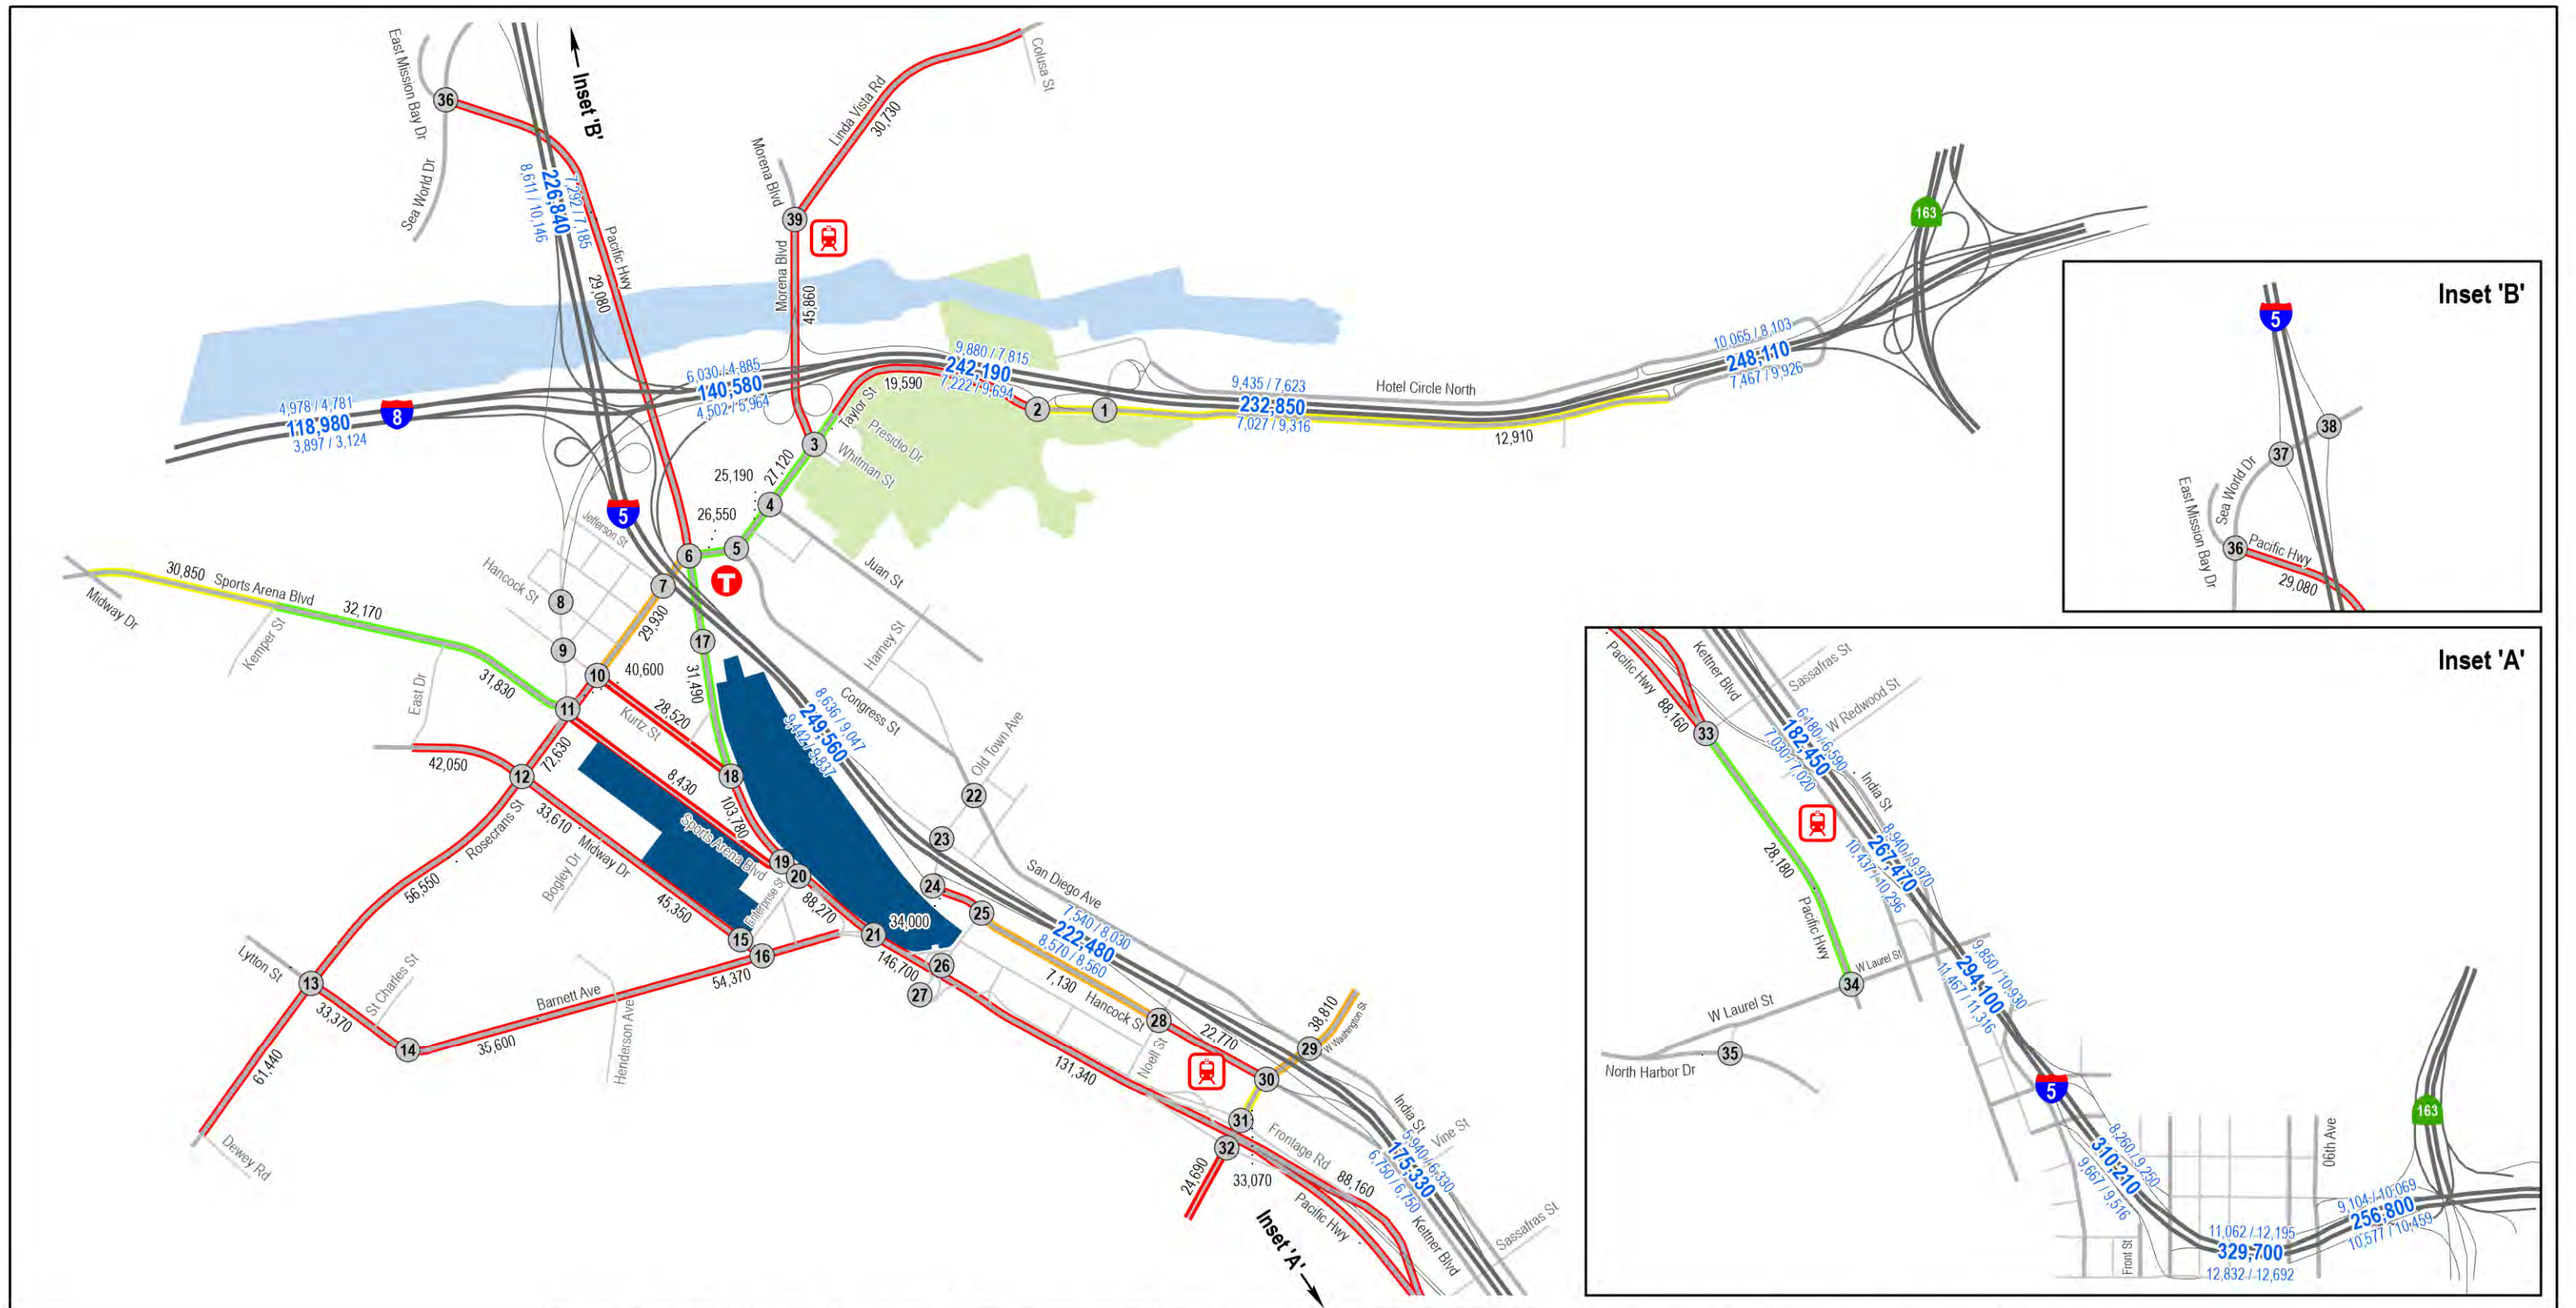 East Mission Bay Dr
36
Sea World Dr
Inset 'B'
226,840
8,611 / 10,146
7,292 / 7,185
Pacific Hwy
29,080
Colusa St
Linda Vista Rd
30,730
Morena Blvd
39
Morena Blvd
45,860
163
4,978 / 4,781
118,980
3,897 / 3,124
8
6,030 / 4,885
140,580
4,502 / 5,964
9,880 / 7,815
242,190
7,222 / 9,694
19,590
Taylor St
Presidio Dr
Whitman St
2
1
3
9,435 / 7,623
232,850
7,027 / 9,316
Hotel Circle North
12,910
10,065 / 8,103
248,110
7,467 / 9,926
25,190
27,120
4
26,550
5
6
5
7
T
Jefferson St
Hancock St
8
9
29,930
10
40,600
17
31,490
Juan St
Harney St
Congress St
Old Town Ave
30,850
Sports Arena Blvd
32,170
Midway Dr
Kemper St
East Dr
31,830
11
28,520
Kurtz St
18
8,636 / 9,047
249,560
9,442 / 9,837
42,050
12
72,630
8,430
Sports Arena Blvd
103,780
19
20
22
23
24
25
33,610
Midway Dr
Rosecrans St
56,550
Bogley Dr
45,350
Enterprise St
15
16
88,270
34,000
21
26
27
146,700
San Diego Ave
7,540 / 8,030
222,480
8,570 / 8,560
7,130
Hancock St
28
22,770
Lytton St
13
33,370
St Charles St
14
35,600
Barnett Ave
54,370
Henderson Ave
61,440
Dewey Rd
131,340
Noell St
38,810
W Washington St
29
30
31
32
24,690
33,070
Frontage Rd
88,160
Pacific Hwy
India St
Vine St
5,940 / 6,330
175,330
6,750 / 6,750
Kettner Blvd
Sassafras St
Inset 'A'
Inset 'B'
5
38
37
Sea World Dr
East Mission Bay Dr
36
Pacific Hwy
29,080
Inset 'A'
Pacific Hwy
88,160
Kettner Blvd
Sassafras St
W Redwood St
33
6,180 / 6,590
182,450
7,030 / 7,020
India St
8,940 / 9,970
267,470
10,437 / 10,296
28,180
Pacific Hwy
W Laurel St
34
W Laurel St
35
North Harbor Dr
9,850 / 10,930
294,100
11,467 / 11,316
5
8,260 / 9,250
310,210
9,667 / 9,516
06th Ave
Front St
163
9,104 / 10,069
256,800
10,577 / 10,459
11,062 / 12,195
329,700
12,832 / 12,692